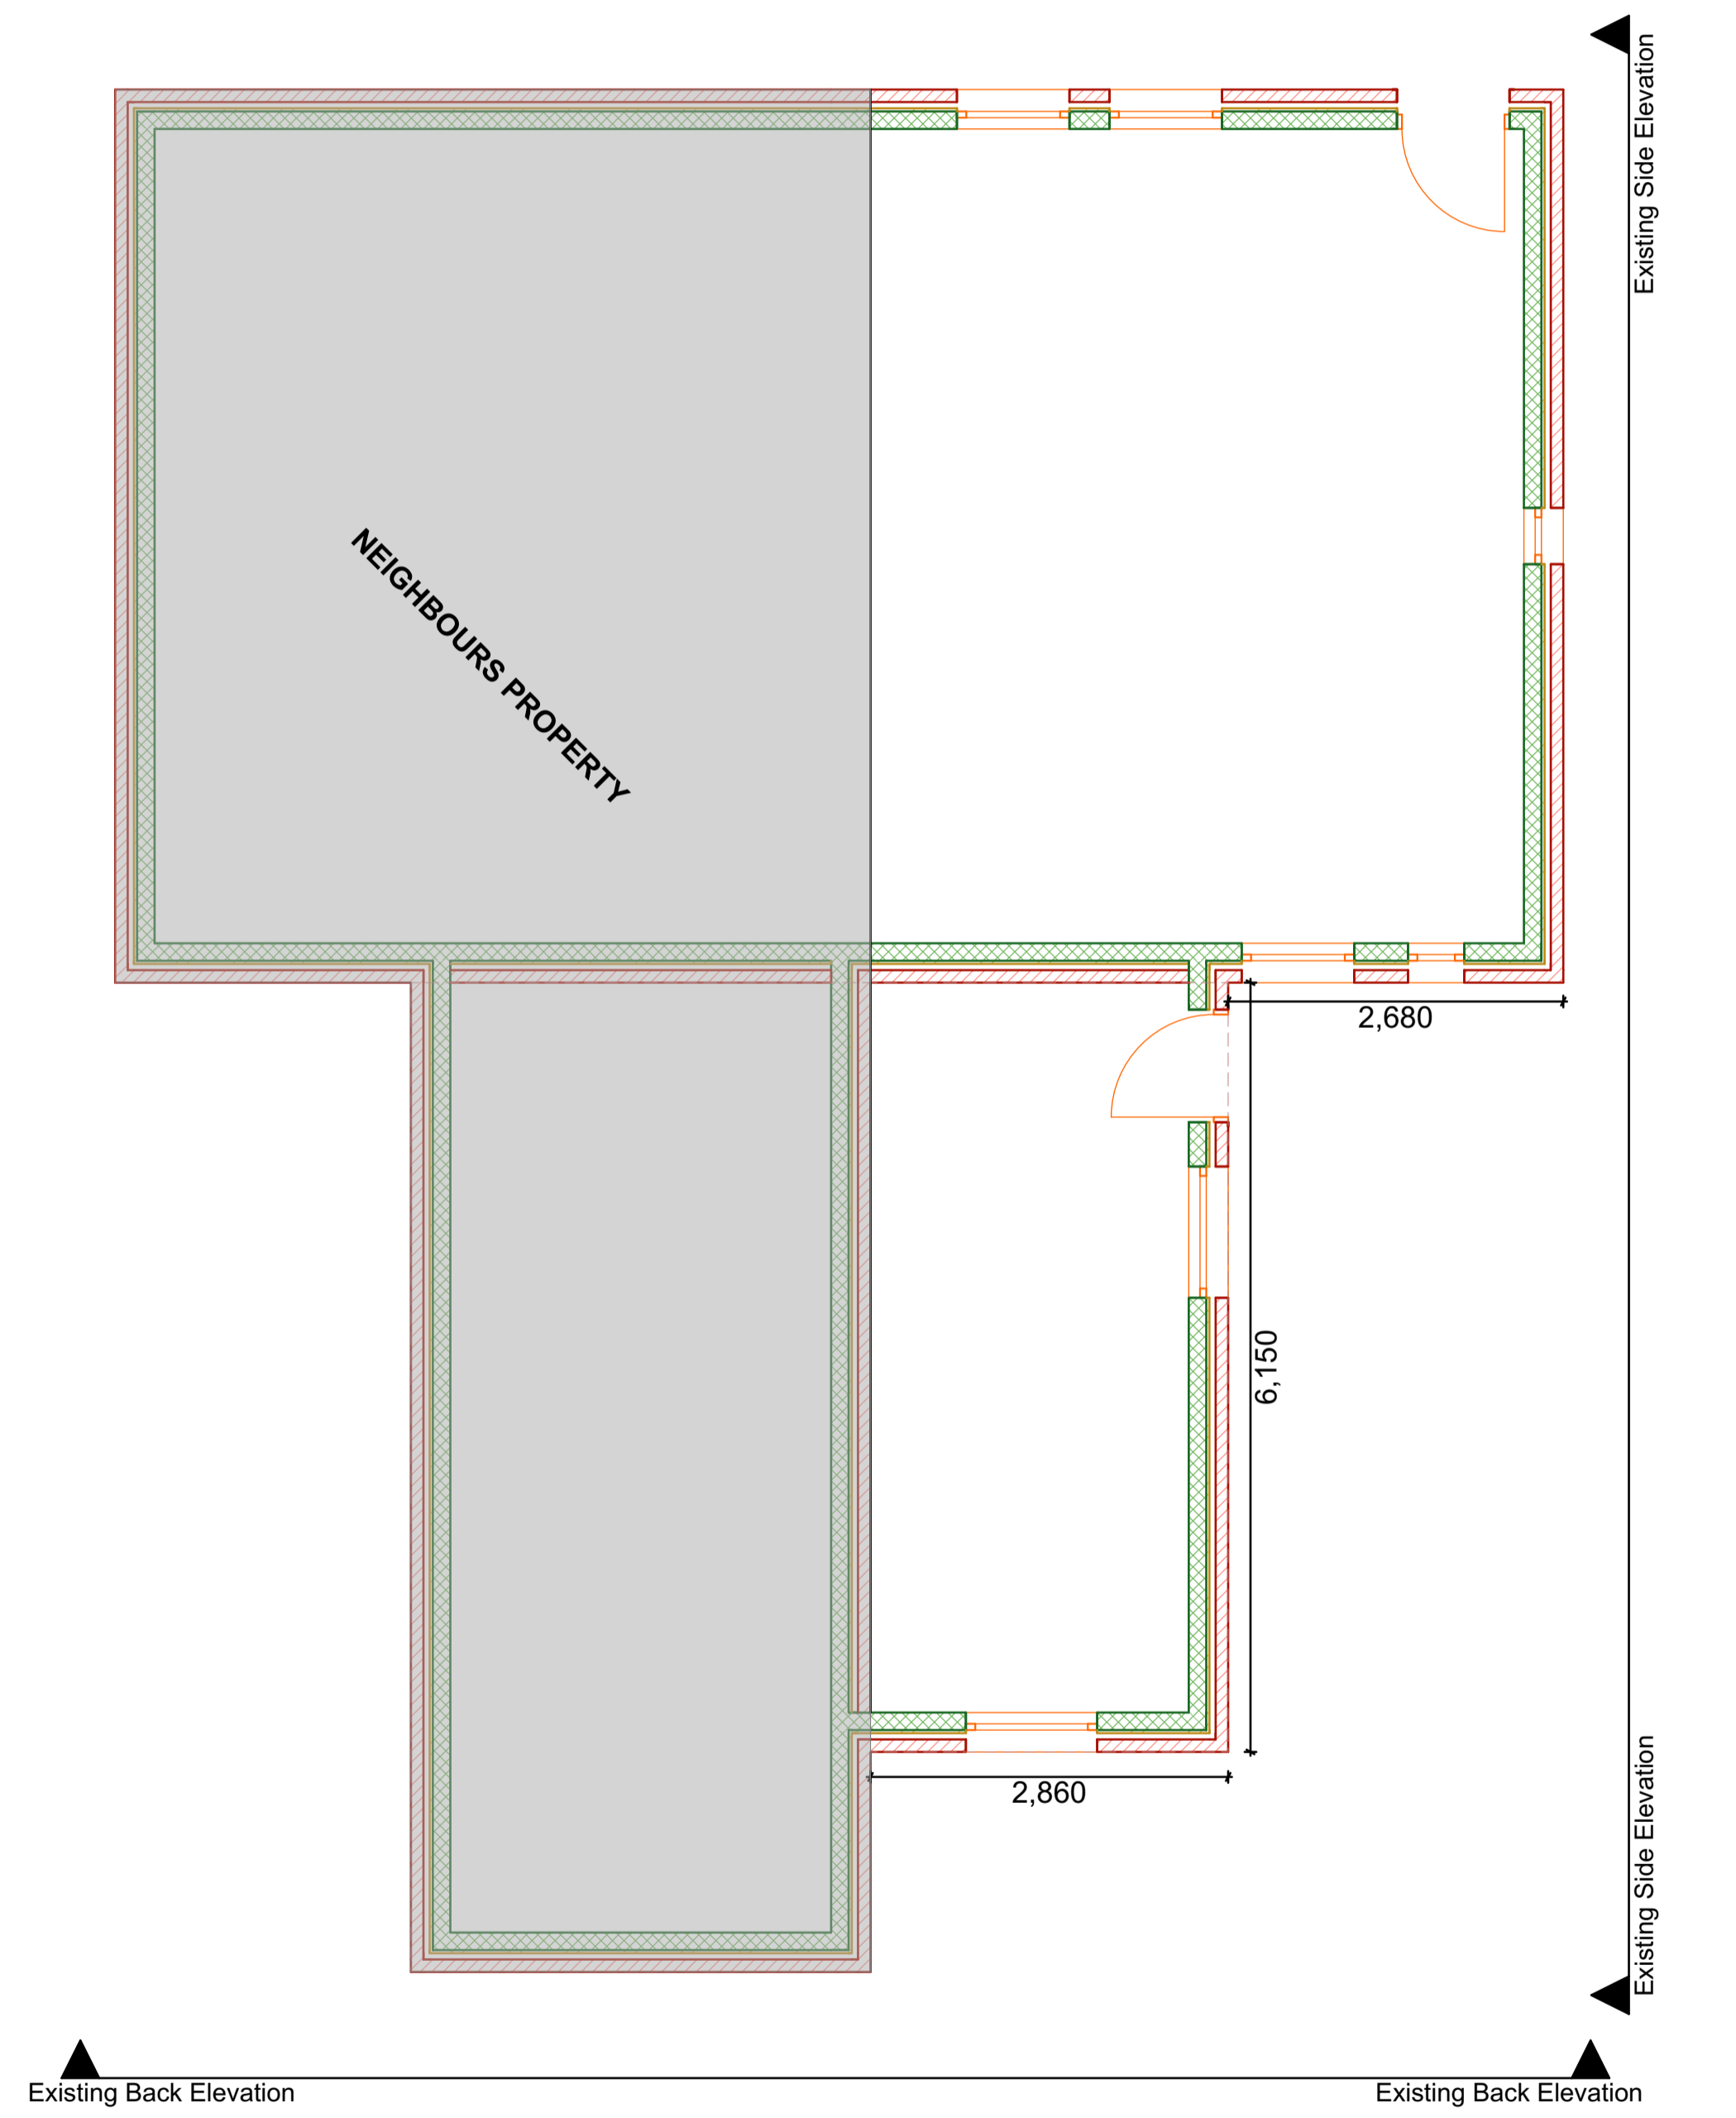 Existing Side Elevation
NEIGHBOURS PROPERTY
2,680
6,150
2,860
Existing Side Elevation
Existing Back Elevation
Existing Back Elevation